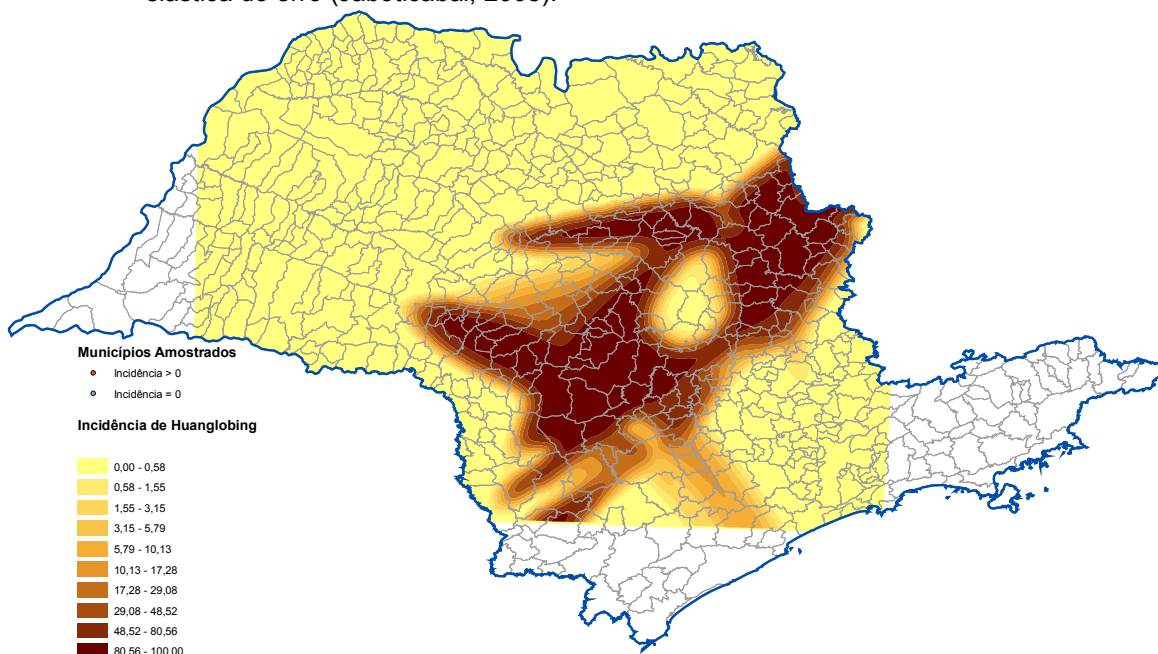 Municípios Amostrados
Incidência > 0
Incidência = 0
Incidência de Huanglobing
0,00 - 0,58
0,58 - 1,55
1,55 - 3,15
3,15 - 5,79
5,79 - 10,13
10,13 - 17,28
17,28 - 29,08
29,08 - 48,52
48,52 - 80,56
80,56 - 100,00